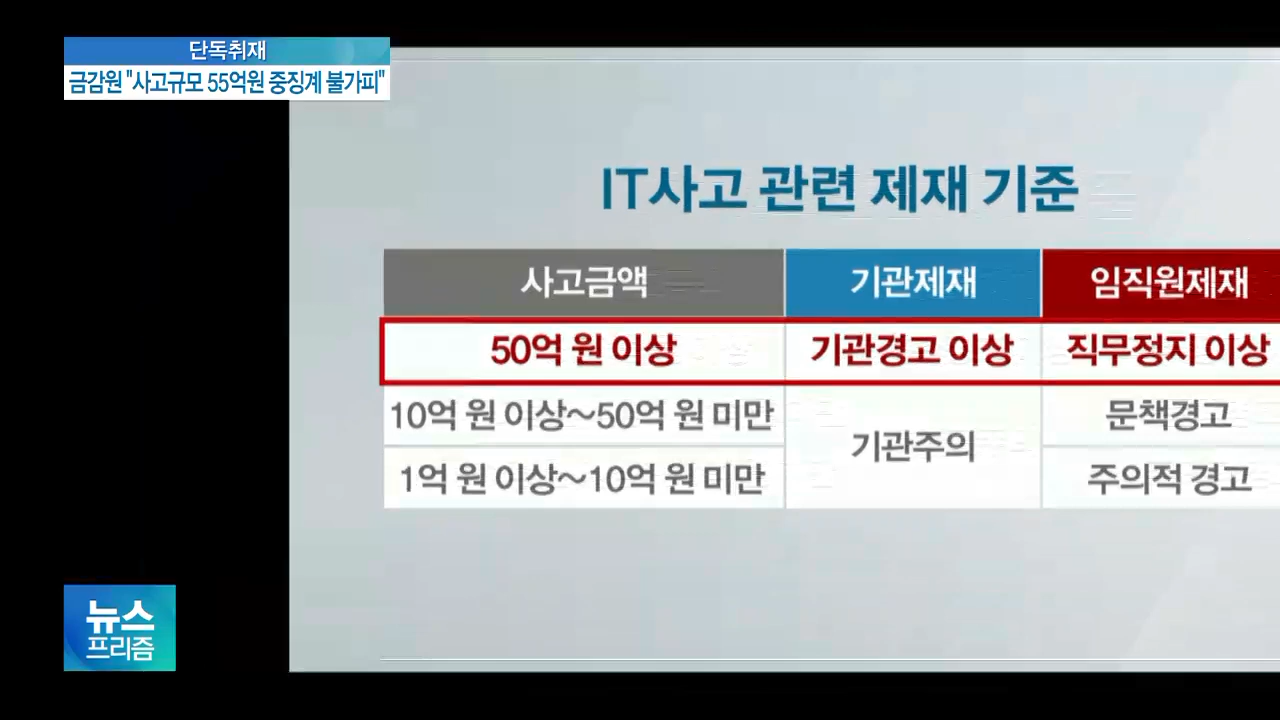 단독취재
금감원 "사고규모 55억원 중징계 불가피"
IT사고 관련 제재 기준
사고금액 기관제재 임직원제재
50억 원 이상 기관경고 이상 직무정지 이상
10억 원 이상~50억 원 미만 기관주의 문책경고
1억 원 이상~10억 원 미만 주의적 경고
뉴스
프리즘